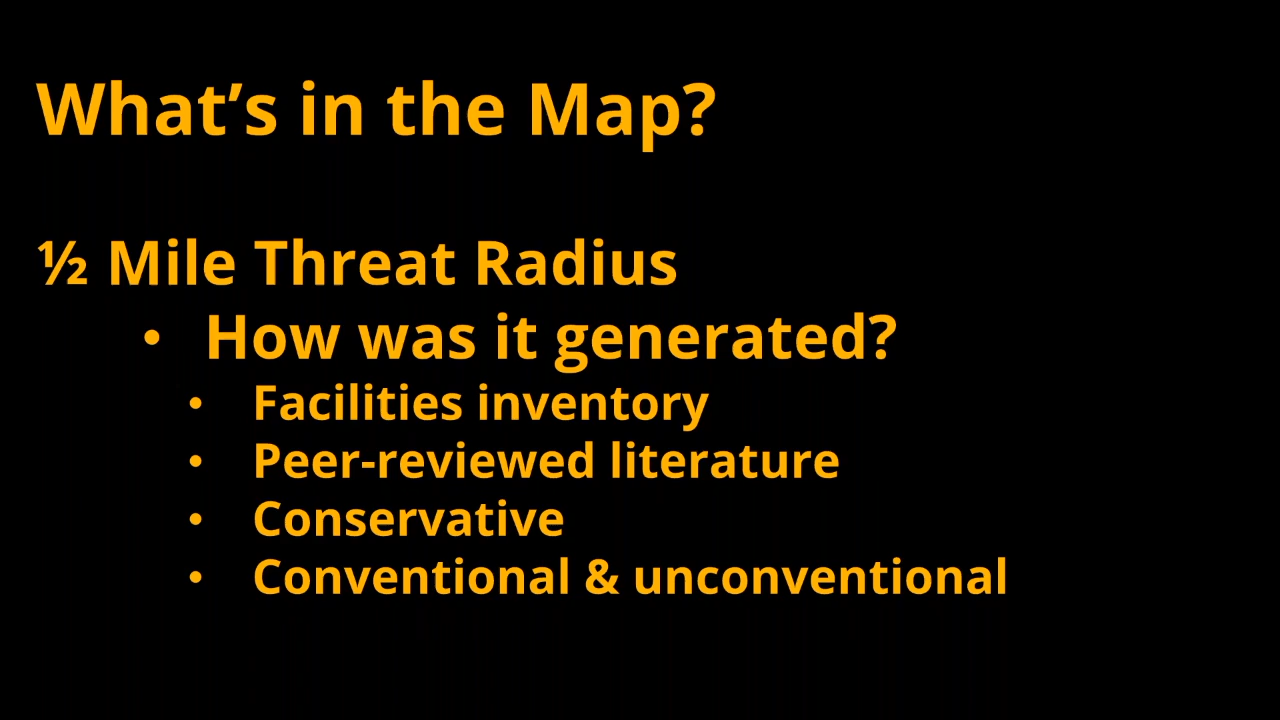 What’s in the Map?
½ Mile Threat Radius
• How was it generated?
• Facilities inventory
• Peer-reviewed literature
• Conservative
• Conventional & unconventional